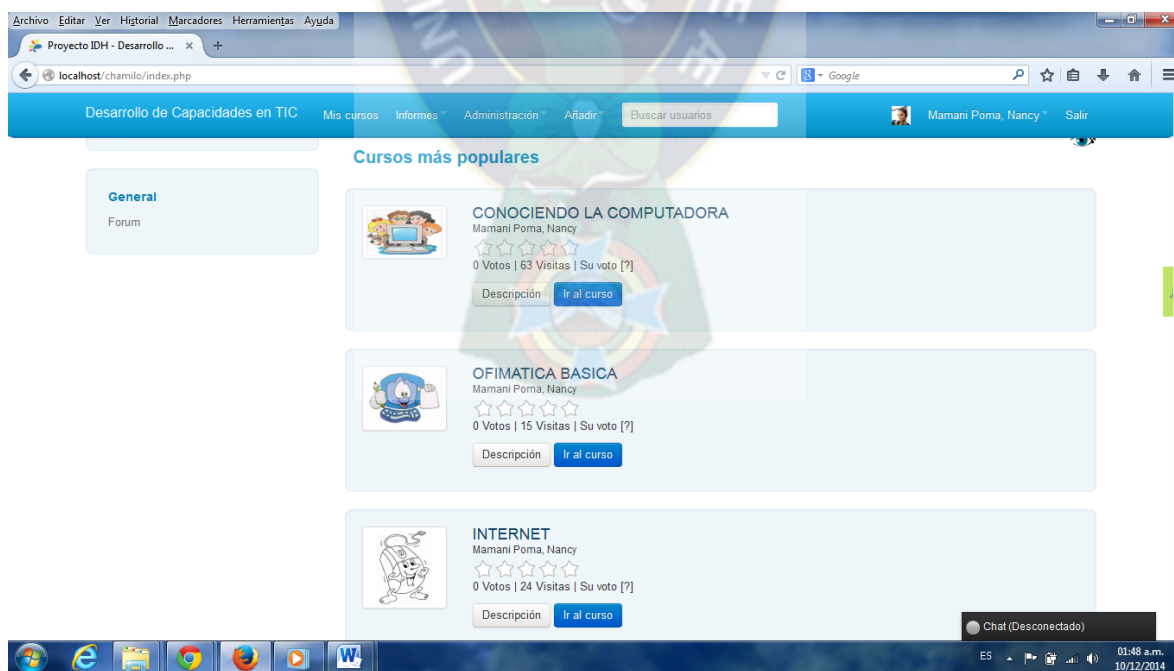 Archivo Editar Ver Historial Marcadores Herramientas Ayuda
Proyecto IDH - Desarrollo ... × +
localhost/chamilo/index.php
Google
Desarrollo de Capacidades en TIC Mis cursos Informes Administración Añadir Buscar usuarios Mamani Poma, Nancy Salir
Cursos más populares
General
Forum
CONOCIENDO LA COMPUTADORA
Mamani Poma, Nancy
0 Votos | 63 Visitas | Su voto [?]
Descripción Ir al curso
OFIMATICA BASICA
Mamani Poma, Nancy
0 Votos | 15 Visitas | Su voto [?]
Descripción Ir al curso
INTERNET
Mamani Poma, Nancy
0 Votos | 24 Visitas | Su voto [?]
Descripción Ir al curso
Chat (Desconectado)
ES 01:48 a.m.
10/12/2014